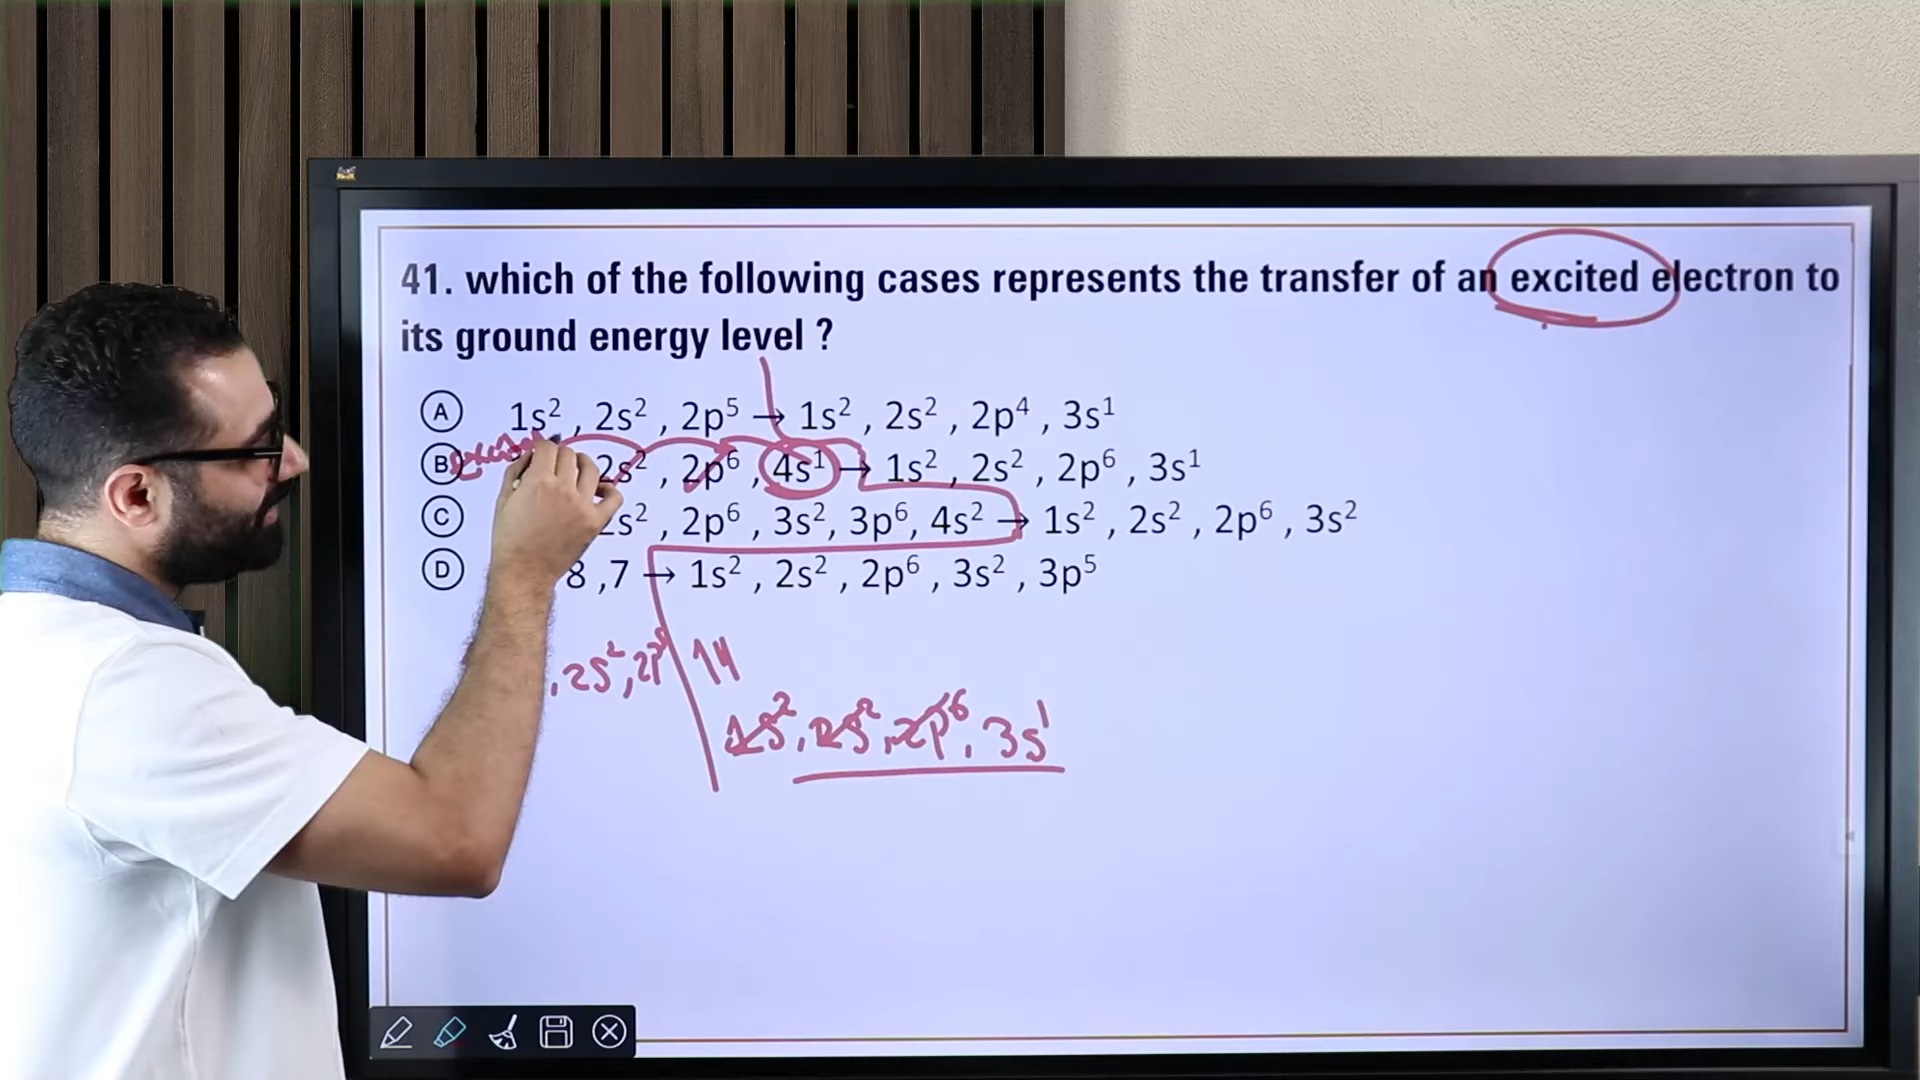 41. which of the following cases represents the transfer of an excited electron to
its ground energy level ?
A 1s², 2s², 2p⁵ → 1s², 2s², 2p⁴, 3s¹
B 2s², 2p⁶, 4s¹ → 1s², 2s², 2p⁶, 3s¹
C 2s², 2p⁶, 3s², 3p⁶, 4s² → 1s², 2s², 2p⁶, 3s²
D 8 ,7 → 1s², 2s², 2p⁶, 3s², 3p⁵
, 2s², 2p
1s², 2s², 2p⁶, 3s¹